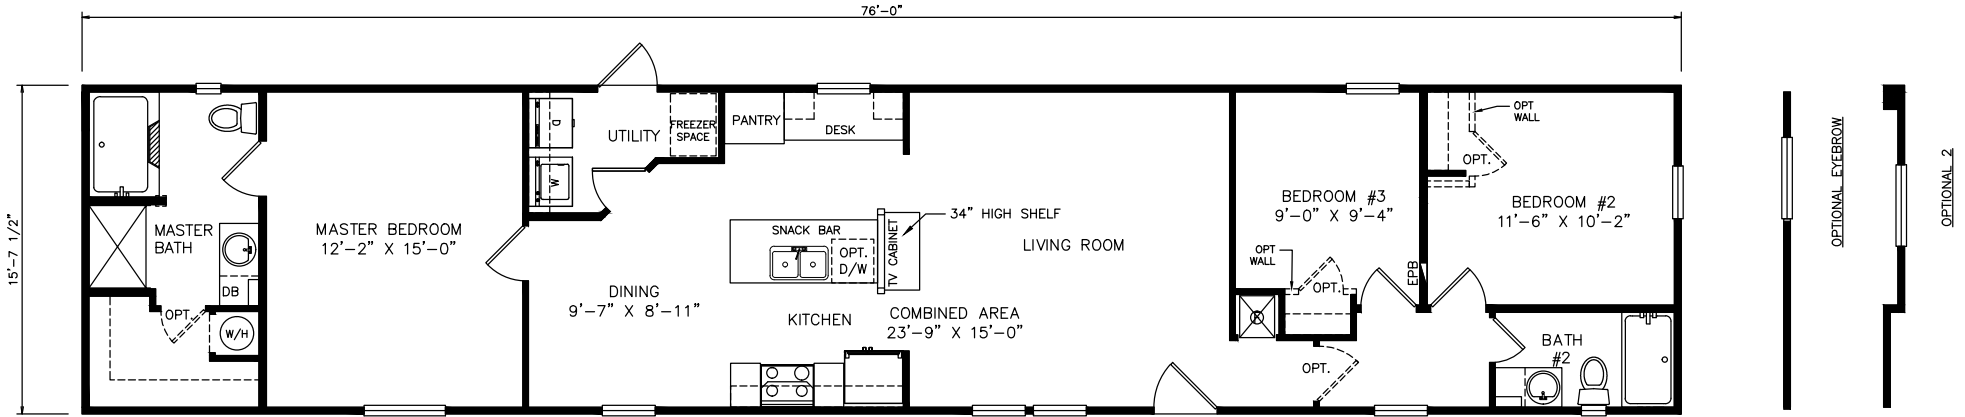 76'-0"
15'-7 1/2"
MASTER
BATH
DB
OPT.
W/H
MASTER BEDROOM
12'-2" X 15'-0"
D
W
UTILITY
FREEZER
SPACE
PANTRY
DESK
DINING
9'-7" X 8'-11"
SNACK BAR
OPT.
D/W
TV CABINET
34" HIGH SHELF
KITCHEN
LIVING ROOM
COMBINED AREA
23'-9" X 15'-0"
BEDROOM #3
9'-0" X 9'-4"
OPT
WALL
OPT.
EPB
OPT.
OPT
WALL
OPT.
BEDROOM #2
11'-6" X 10'-2"
BATH
#2
OPTIONAL EYEBROW
OPTIONAL 2